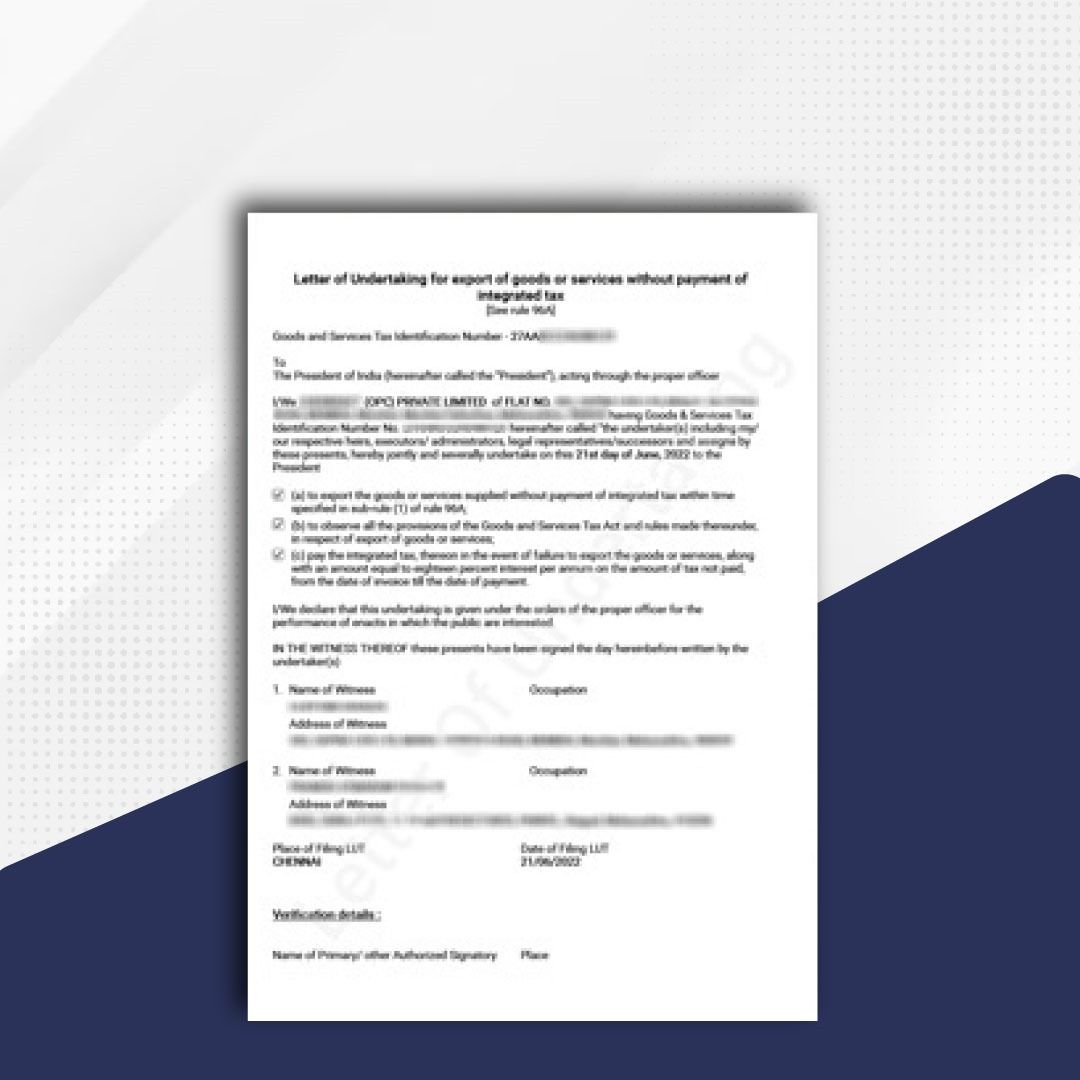 Letter of Undertaking for export of goods or services without payment of
integrated tax
[See rule 96A]
Goods and Services Tax Identification Number - 27AA
To
The President of India (hereinafter called the "President"), acting through the proper officer
I/We (OPC) PRIVATE LIMITED of FLAT NO.
having Goods & Services Tax
Identification Number No. hereinafter called "the undertaker(s) including my/
our respective heirs, executors/ administrators, legal representatives/successors and assigns by
these presents, hereby jointly and severally undertake on this 21st day of June, 2022 to the
President
(a) to export the goods or services supplied without payment of integrated tax within time
specified in sub-rule (1) of rule 96A;
(b) to observe all the provisions of the Goods and Services Tax Act and rules made thereunder,
in respect of export of goods or services;
(c) pay the integrated tax, thereon in the event of failure to export the goods or services, along
with an amount equal to eighteen percent interest per annum on the amount of tax not paid,
from the date of invoice till the date of payment.
I/We declare that this undertaking is given under the orders of the proper officer for the
performance of enacts in which the public are interested.
IN THE WITNESS THEREOF these presents have been signed the day hereinbefore written by the
undertaker(s)
1. Name of Witness Occupation
Address of Witness
2. Name of Witness Occupation
Address of Witness
Place of Filing LUT Date of Filing LUT
CHENNAI 21/06/2022
Verification details :
Name of Primary/ other Authorized Signatory Place
Letter Of Undertaking